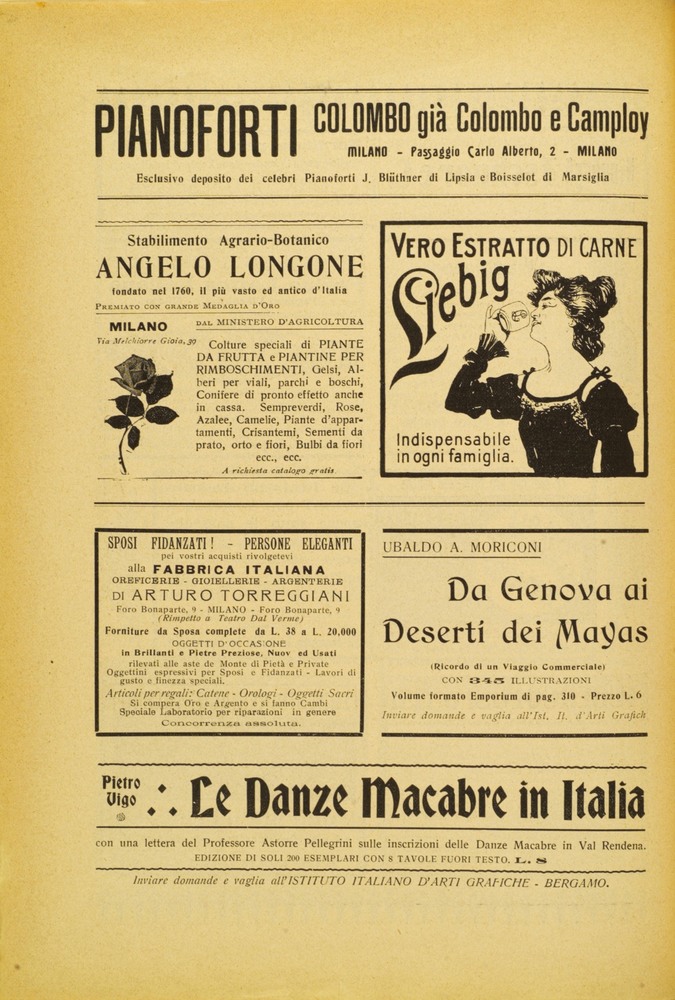 PIANOFORTI COLOMBO già Colombo e Camploy
MILANO - Passaggio Carlo Alberto, 2 - MILANO
Esclusivo deposito dei celebri Pianoforti J. Blüthner di Lipsia e Boisselot di Marsiglia
Stabilimento Agrario-Botanico
ANGELO LONGONE
fondato nel 1760, il più vasto ed antico d'Italia
PREMIATO CON GRANDE MEDAGLIA D'ORO
DAL MINISTERO D'AGRICOLTURA
MILANO
Via Melchiorre Gioia, 39
Colture speciali di PIANTE
DA FRUTTA e PIANTINE PER
RIMBOSCHIMENTI, Gelsi, Al-
beri per viali, parchi e boschi,
Conifere di pronto effetto anche
in cassa. Sempreverdi, Rose,
Azalee, Camelie, Piante d'appar-
tamenti, Crisantemi, Sementi da
prato, orto e fiori, Bulbi da fiori
ecc., ecc.
A richiesta catalogo gratis.
VERO ESTRATTO DI CARNE
Liebig
Indispensabile
in ogni famiglia.
SPOSI FIDANZATI! - PERSONE ELEGANTI
pei vostri acquisti rivolgetevi
alla FABBRICA ITALIANA
OREFICERIE - GIOIELLERIE - ARGENTERIE
DI ARTURO TORREGGIANI
Foro Bonaparte, 9 - MILANO - Foro Bonaparte, 9
(Rimpetto a Teatro Dal Verme)
Forniture da Sposa complete da L. 38 a L. 20,000
OGGETTI D'OCCASIONE
in Brillanti e Pietre Preziose, Nuov ed Usati
rilevati alle aste de Monte di Pietà e Private
Oggettini espressivi per Sposi e Fidanzati - Lavori di
gusto e finezza speciali.
Articoli per regali: Catene - Orologi - Oggetti Sacri
Si compera Oro e Argento e si fanno Cambi
Speciale Laboratorio per riparazioni in genere
Concorrenza assoluta.
UBALDO A. MORICONI
Da Genova ai
Deserti dei Mayas
(Ricordo di un Viaggio Commerciale)
CON 345 ILLUSTRAZIONI
Volume formato Emporium di pag. 310 - Prezzo L. 6
Inviare domande e vaglia all'Ist. It. d'Arti Grafich
Pietro
Vigo
Le Danze Macabre in Italia
con una lettera del Professore Astorre Pellegrini sulle inscrizioni delle Danze Macabre in Val Rendena.
EDIZIONE DI SOLI 200 ESEMPLARI CON 8 TAVOLE FUORI TESTO. L. 8
Inviare domande e vaglia all'ISTITUTO ITALIANO D'ARTI GRAFICHE - BERGAMO.